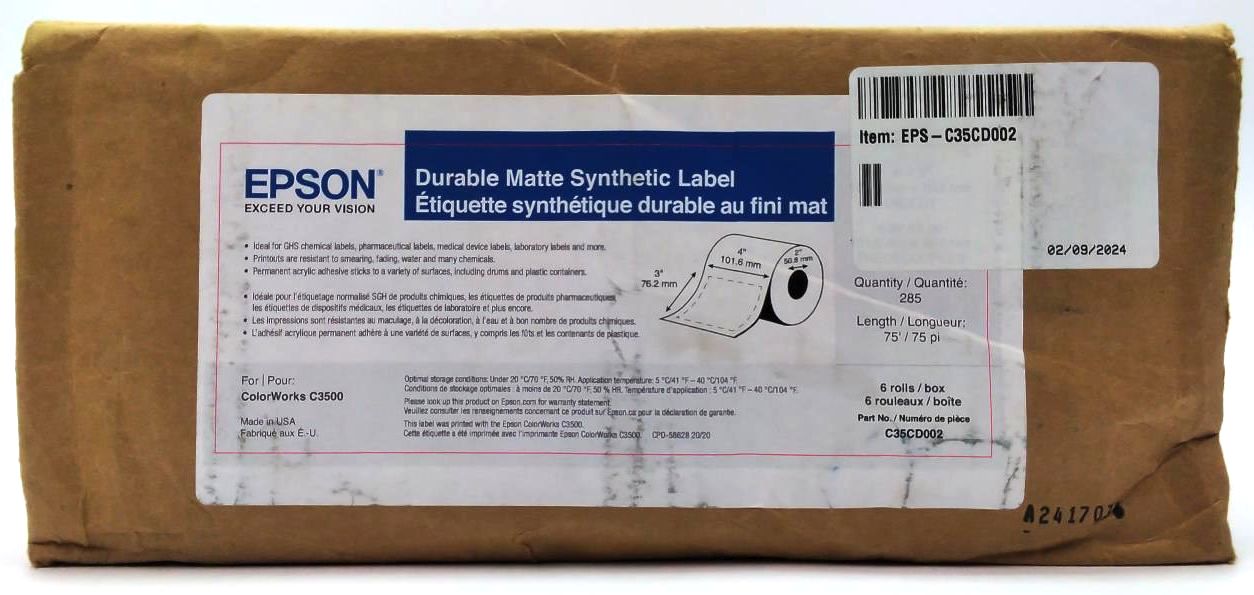 EPSON®
EXCEED YOUR VISION
Durable Matte Synthetic Label
Étiquette synthétique durable au fini mat
Item: EPS-C35CD002
02/09/2024
• Ideal for GHS chemical labels, pharmaceutical labels, medical device labels, laboratory labels and more.
• Printouts are resistant to smearing, fading, water and many chemicals.
• Permanent acrylic adhesive sticks to a variety of surfaces, including drums and plastic containers.
• Idéale pour l'étiquetage normalisé SGH de produits chimiques, les étiquettes de produits pharmaceutiques,
les étiquettes de dispositifs médicaux, les étiquettes de laboratoire et plus encore.
• Les impressions sont résistantes au maculage, à la décoloration, à l'eau et à bon nombre de produits chimiques.
• L'adhésif acrylique permanent adhère à une variété de surfaces, y compris les fûts et les contenants de plastique.
4"
101.6 mm
2"
50.8 mm
3"
76.2 mm
Quantity / Quantité:
285
Length / Longueur:
75' / 75 pi
For | Pour:
ColorWorks C3500
Made in USA
Fabriqué aux É.-U.
Optimal storage conditions: Under 20 °C/70 °F, 50% RH. Application temperature: 5 °C/41 °F – 40 °C/104 °F.
Conditions de stockage optimales : à moins de 20 °C/70 °F, 50 % HR. Température d'application : 5 °C/41 °F – 40 °C/104 °F.
Please look up this product on Epson.com for warranty statement.
Veuillez consulter les renseignements concernant ce produit sur Epson.ca pour la déclaration de garantie.
This label was printed with the Epson ColorWorks C3500.
Cette étiquette a été imprimée avec l'imprimante Epson ColorWorks C3500. CPD-58628 20/20
6 rolls / box
6 rouleaux / boîte
Part No. / Numéro de pièce
C35CD002